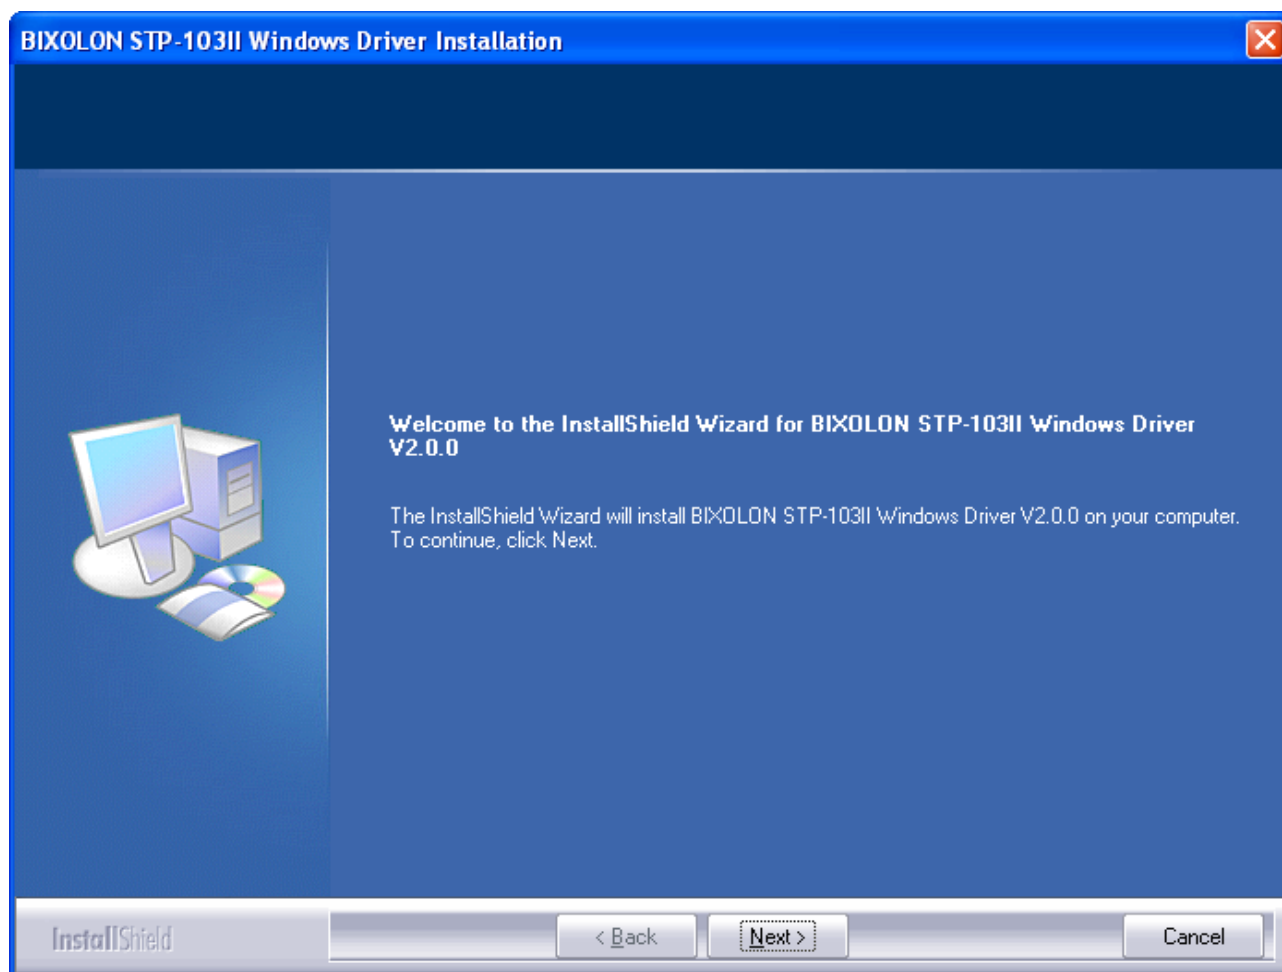 BIXOLON STP-103II Windows Driver Installation
Welcome to the InstallShield Wizard for BIXOLON STP-103II Windows Driver
V2.0.0
The InstallShield Wizard will install BIXOLON STP-103II Windows Driver V2.0.0 on your computer.
To continue, click Next.
InstallShield
< Back
Next >
Cancel